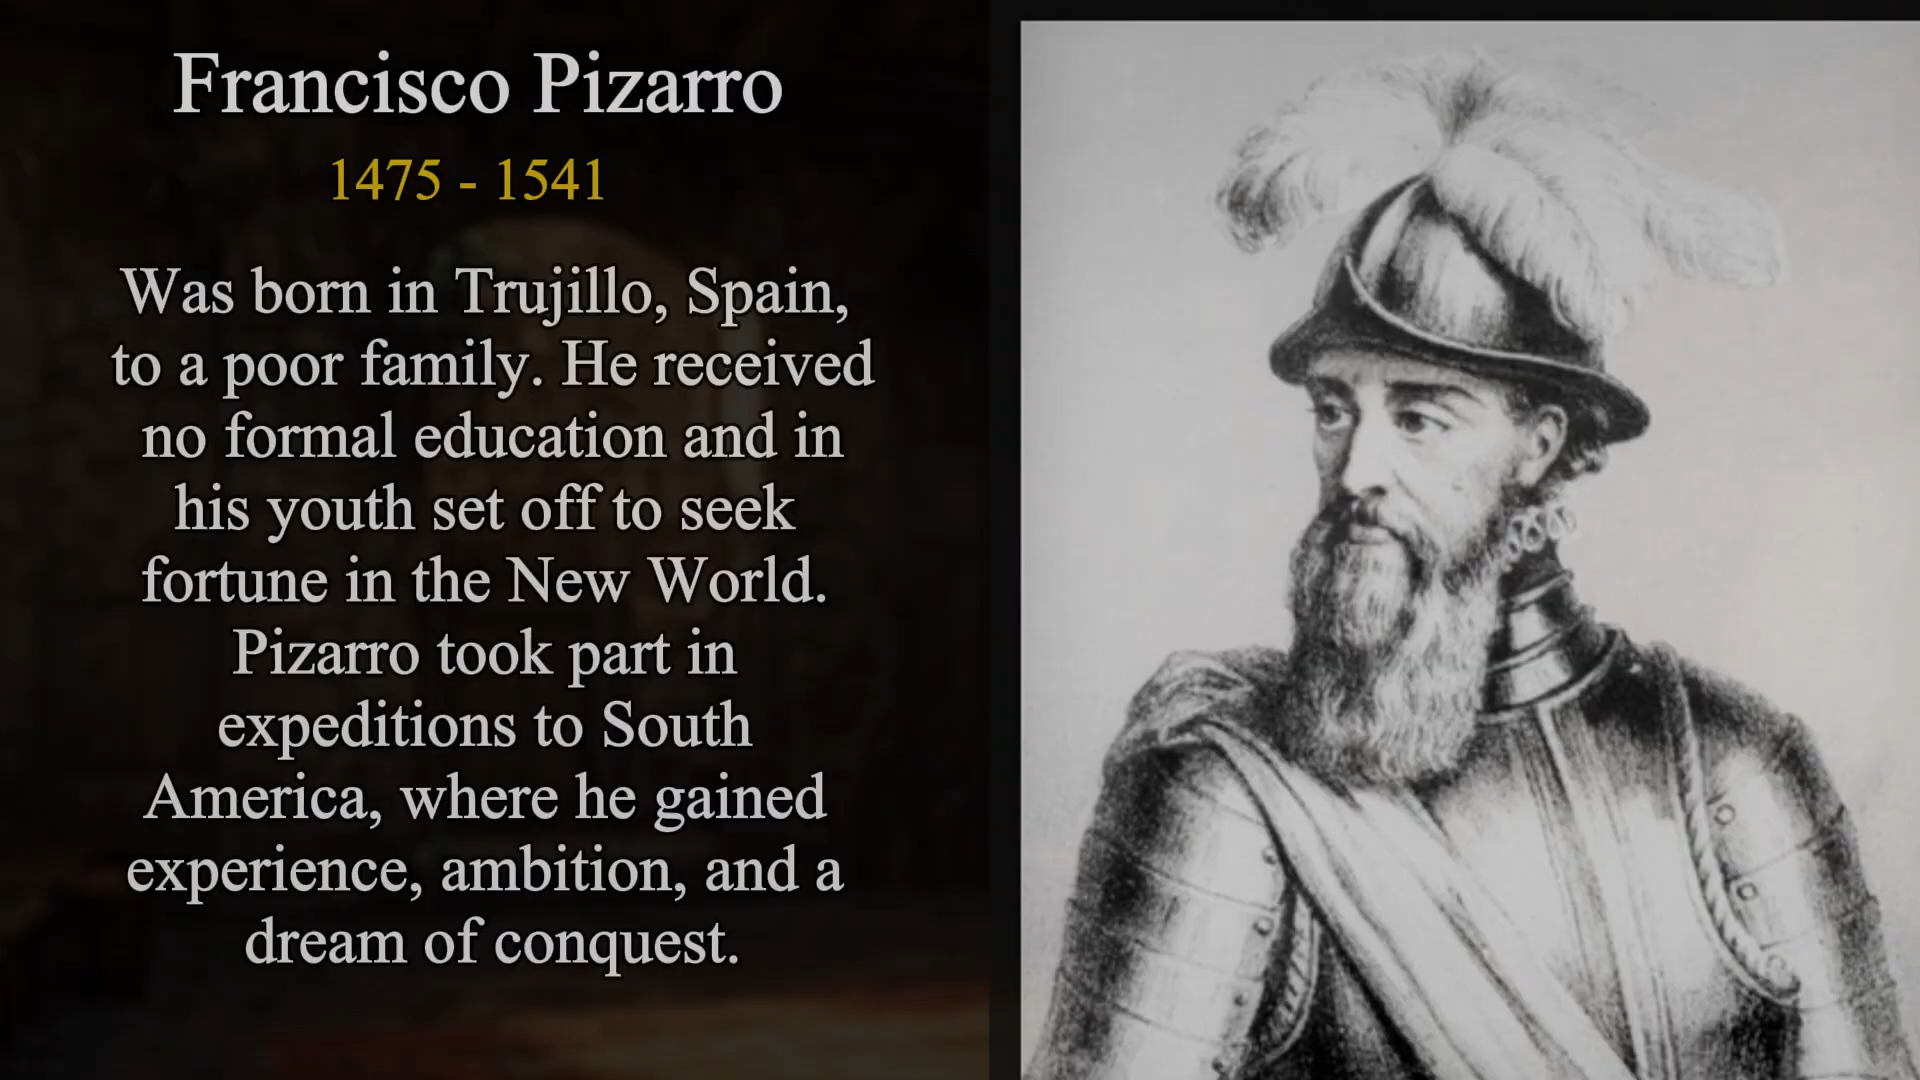 Francisco Pizarro
1475 - 1541
Was born in Trujillo, Spain,
to a poor family. He received
no formal education and in
his youth set off to seek
fortune in the New World.
Pizarro took part in
expeditions to South
America, where he gained
experience, ambition, and a
dream of conquest.